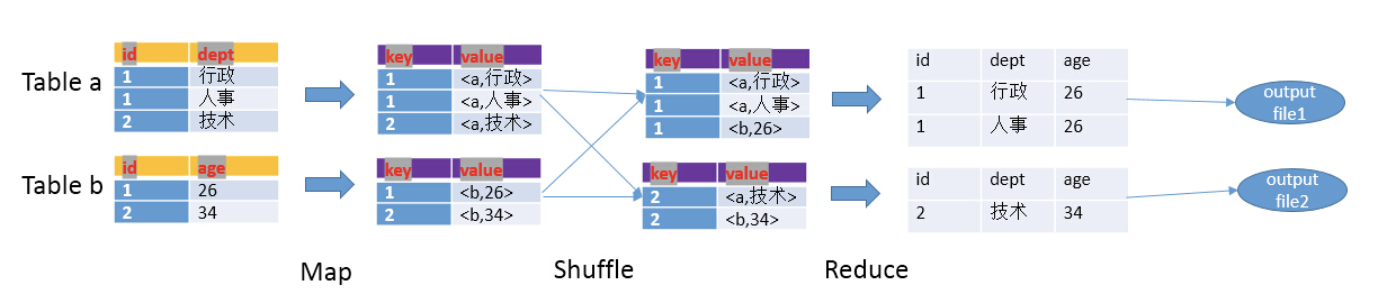 Table a
id dept
1 行政
1 人事
2 技术
key value
1 <a,行政>
1 <a,人事>
2 <a,技术>
key value
1 <a,行政>
1 <a,人事>
1 <b,26>
id dept age
1 行政 26
1 人事 26
output
file1
Table b
id age
1 26
2 34
key value
1 <b,26>
2 <b,34>
key value
2 <a,技术>
2 <b,34>
id dept age
2 技术 34
output
file2
Map
Shuffle
Reduce